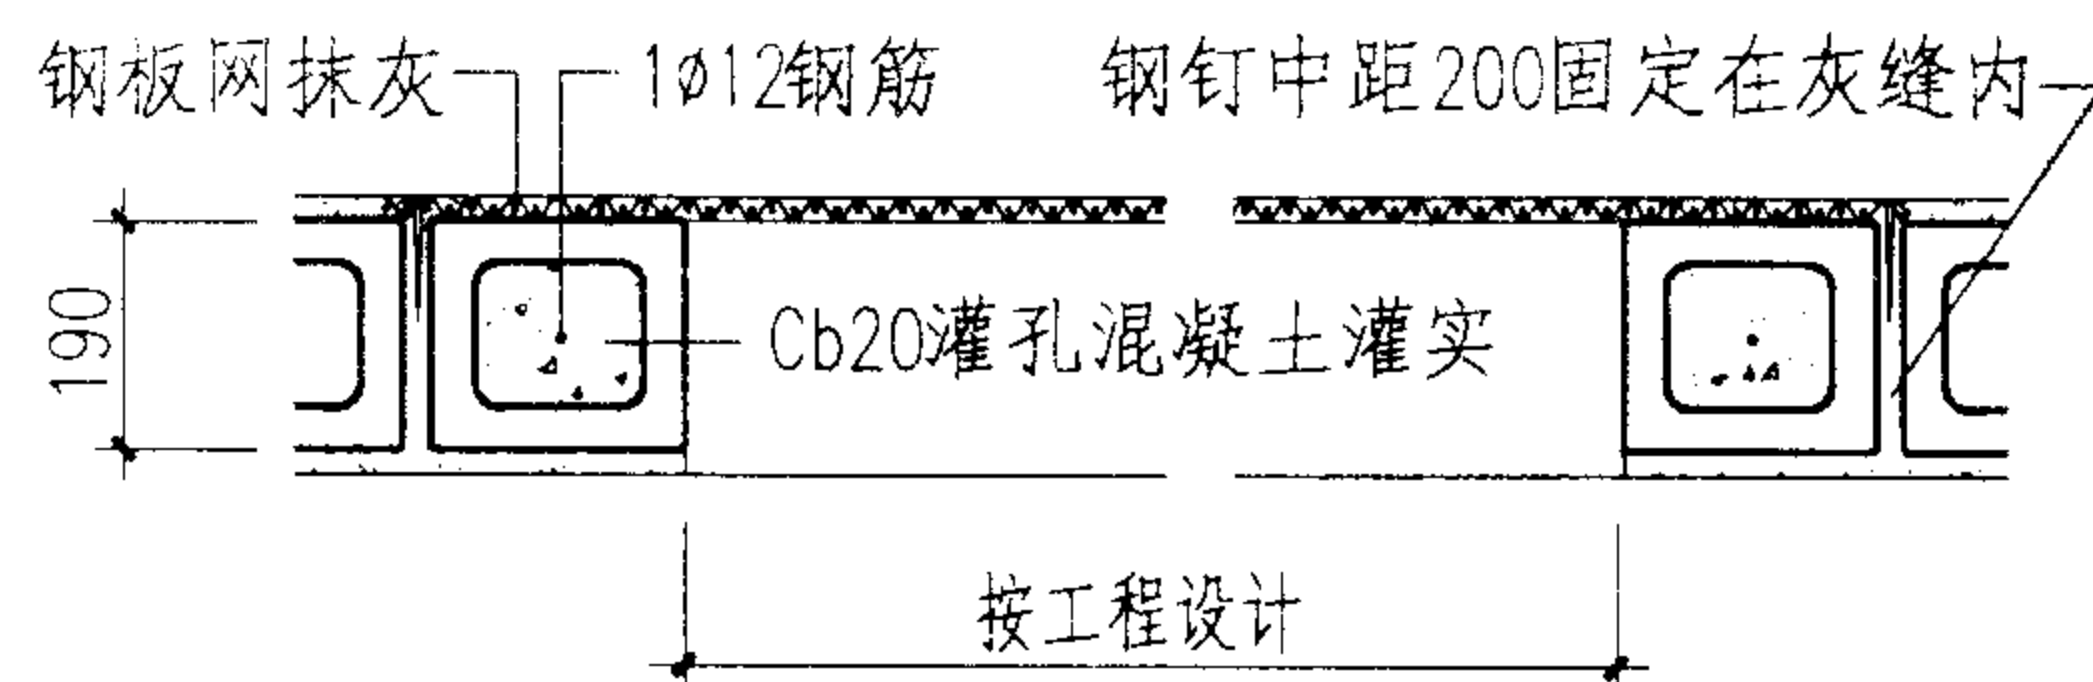 钢板网抹灰
1ø12钢筋
钢钉中距200固定在灰缝内
190
Cb20灌孔混凝土灌实
按工程设计